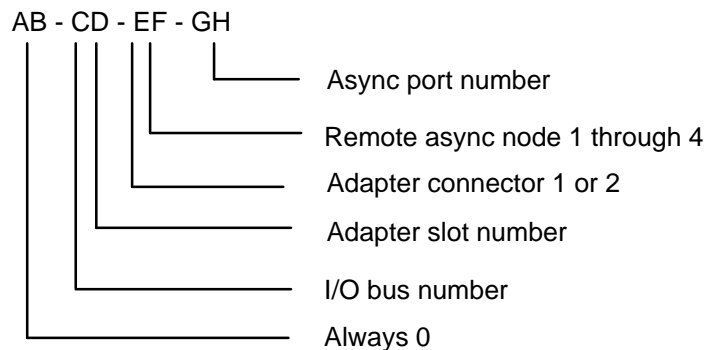 AB - CD - EF - GH
Async port number
Remote async node 1 through 4
Adapter connector 1 or 2
Adapter slot number
I/O bus number
Always 0